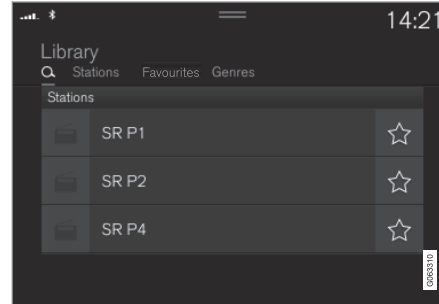 14:21
Library
Stations Favourites Genres
Stations
SR P1
SR P2
SR P4
G063310